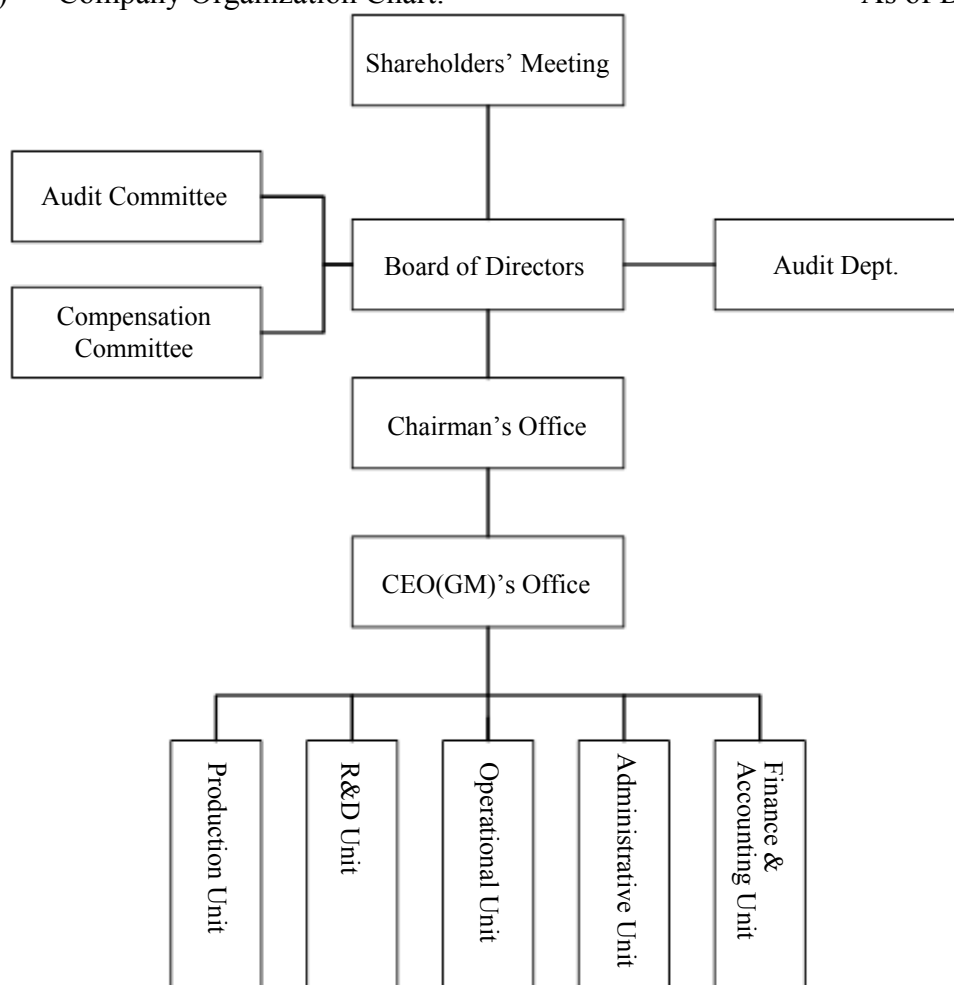 Company Organization Chart:
As of
Shareholders’ Meeting
Audit Committee
Board of Directors
Audit Dept.
Compensation
Committee
Chairman’s Office
CEO(GM)’s Office
Production Unit
R&D Unit
Operational Unit
Administrative Unit
Finance &
Accounting Unit